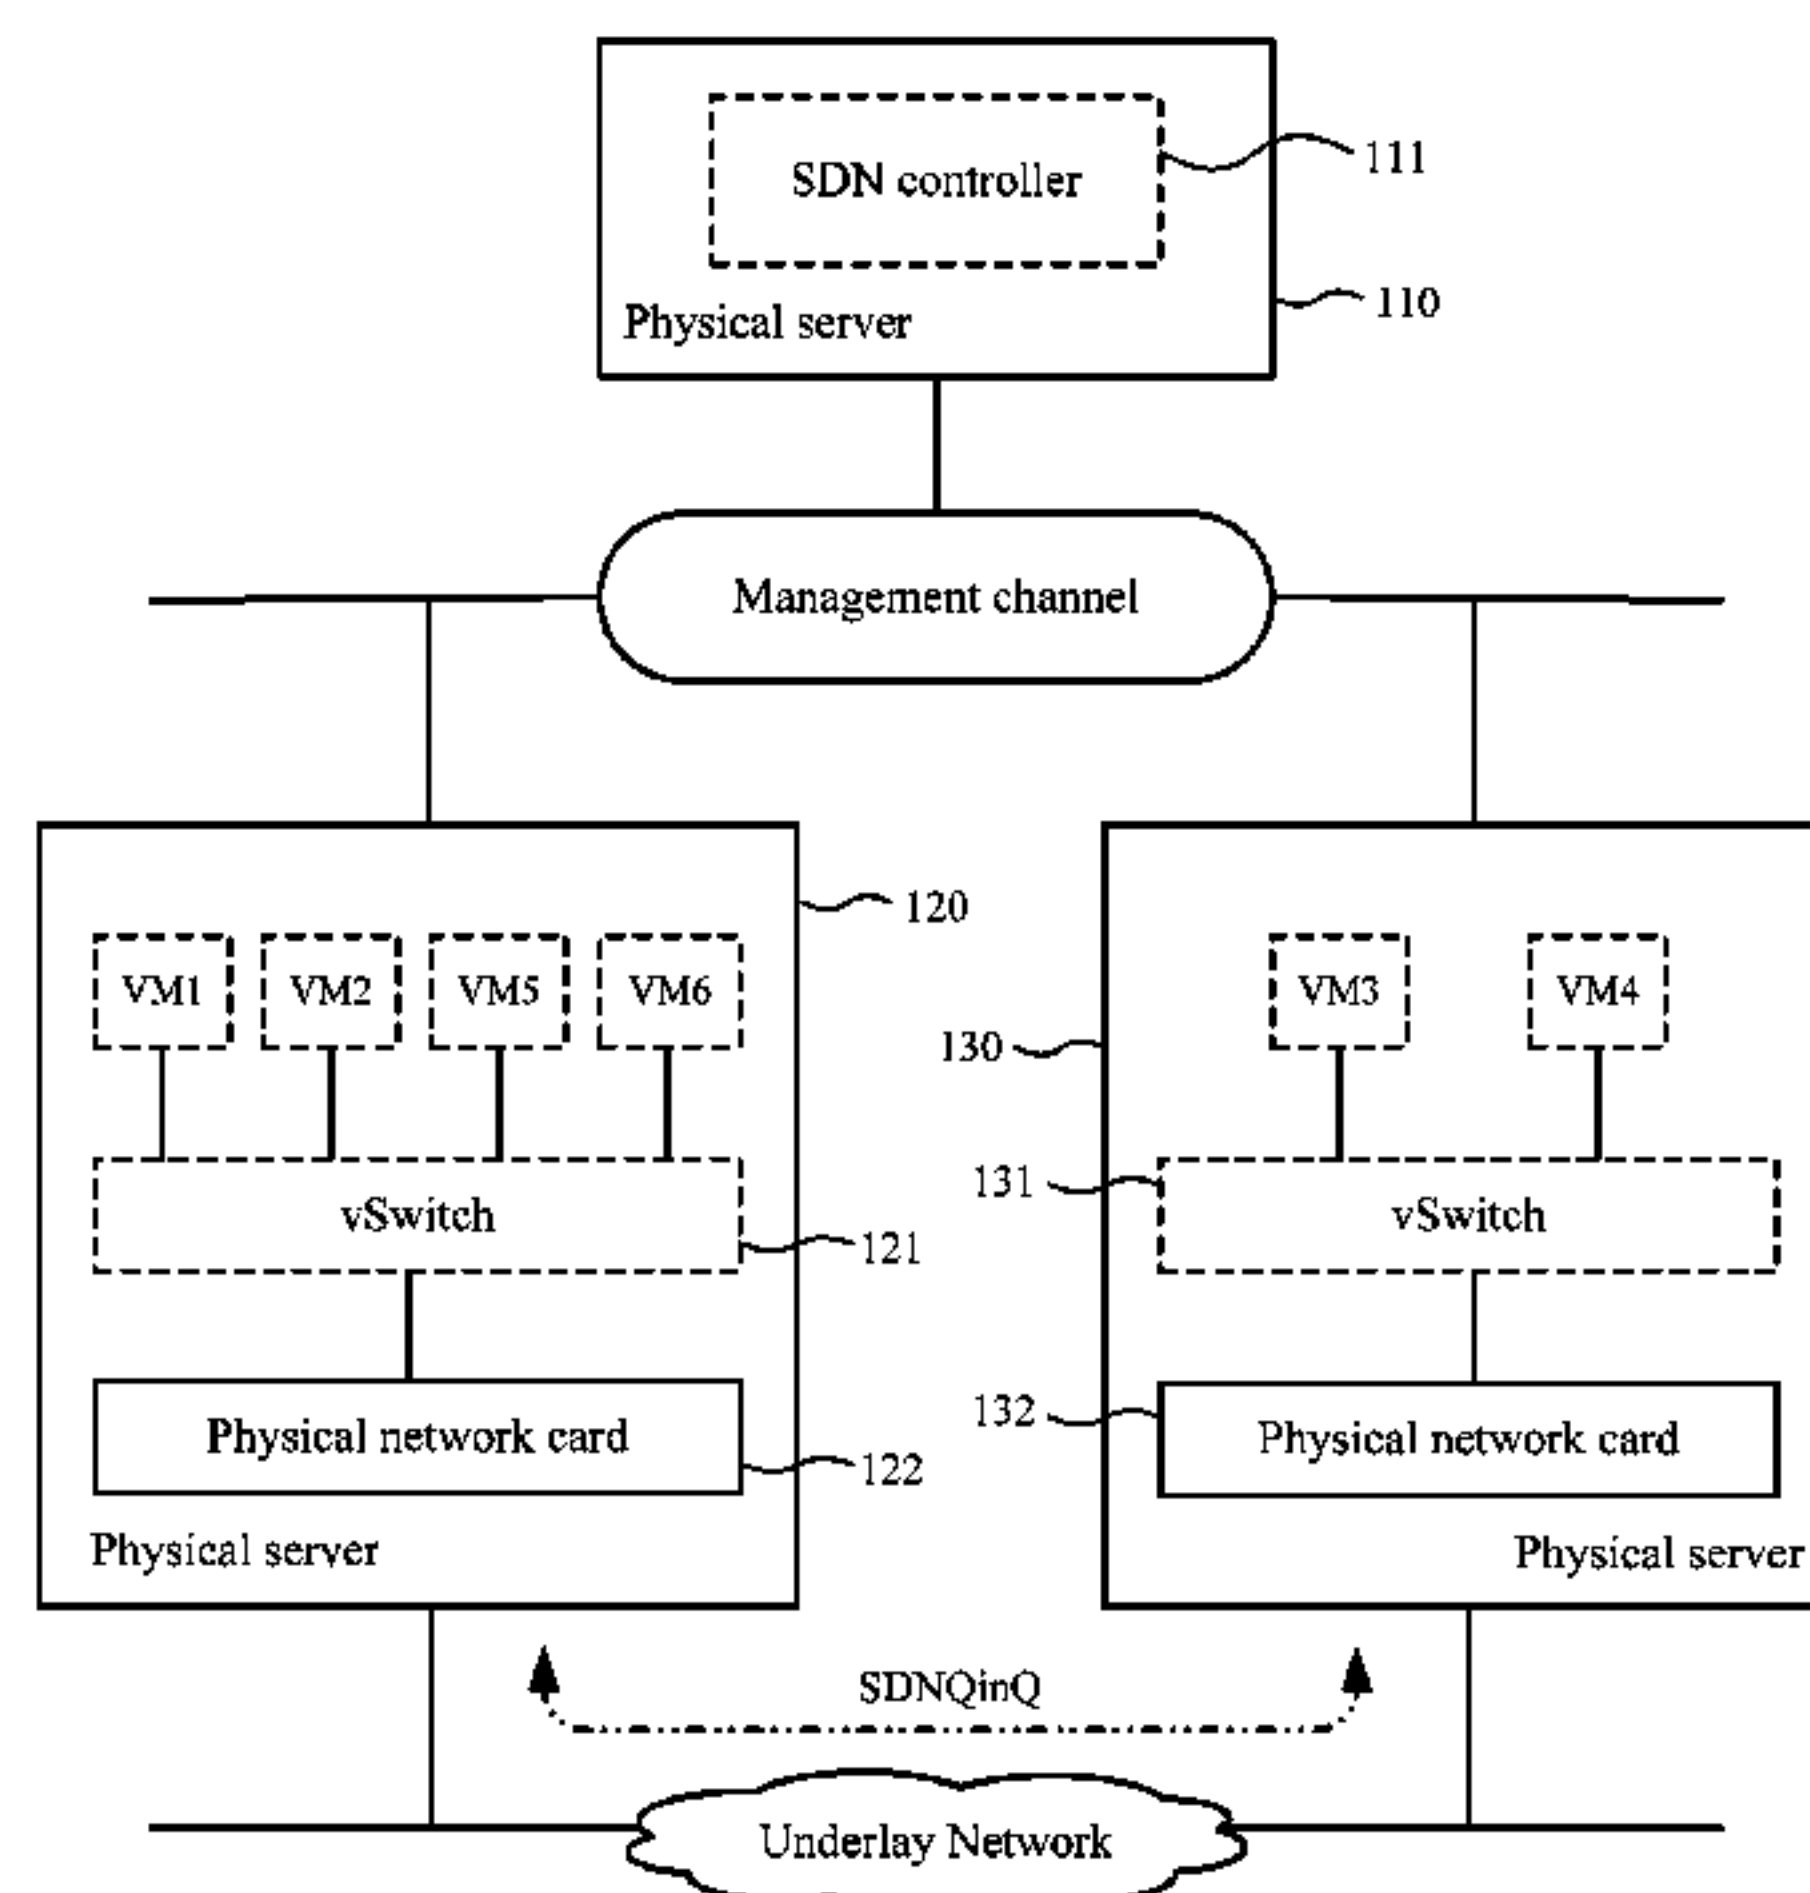 SDN controller
111
Physical server
110
Management channel
120
VM1 VM2 VM5 VM6
VM3 VM4
130
vSwitch
121
131
vSwitch
Physical network card
122
132
Physical network card
Physical server
Physical server
SDNQinQ
Underlay Network